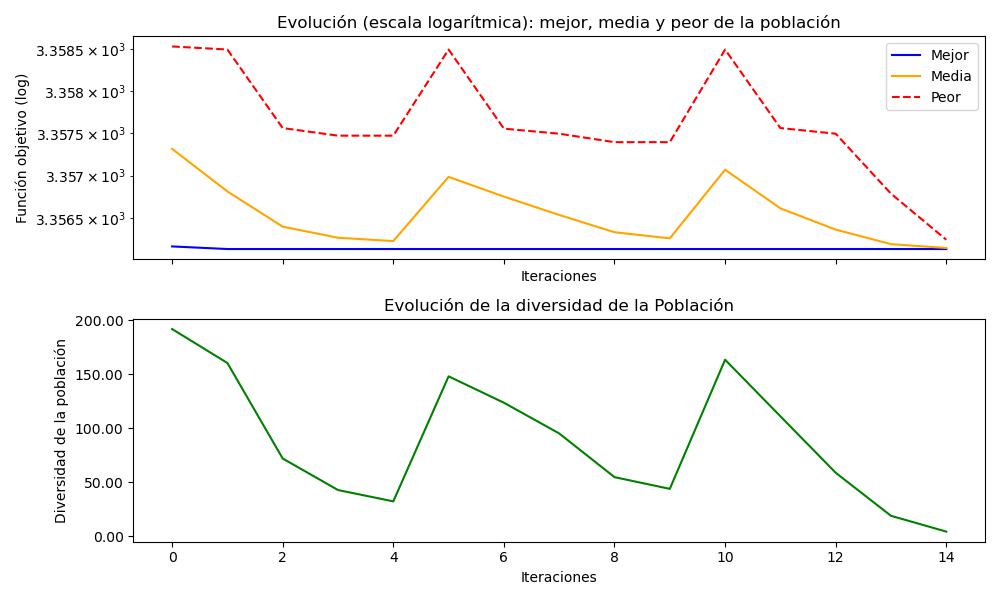 Evolución (escala logarítmica): mejor, media y peor de la población
Función objetivo (log)
3.3585 × 10³
3.358 × 10³
3.3575 × 10³
3.357 × 10³
3.3565 × 10³
Mejor
Media
Peor
Iteraciones
Evolución de la diversidad de la Población
Diversidad de la población
200.00
150.00
100.00
50.00
0.00
0 2 4 6 8 10 12 14
Iteraciones